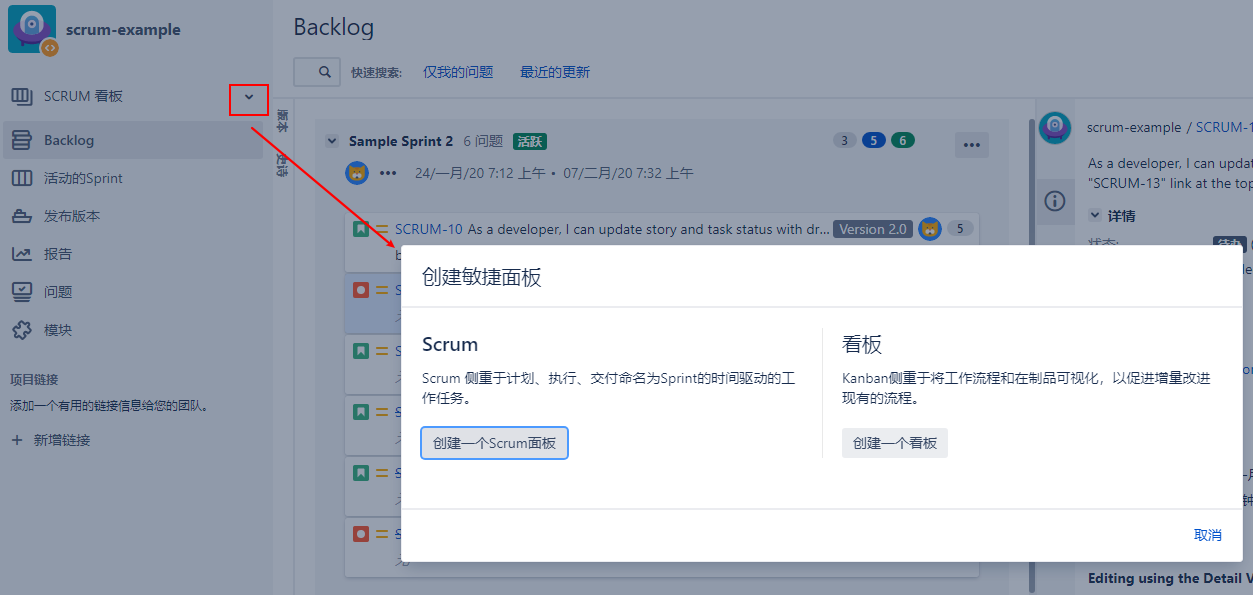 scrum-example
SCRUM 看板
Backlog
活动的Sprint
发布版本
报告
问题
模块
项目链接
添加一个有用的链接信息给您的团队。
+ 新增链接
Backlog
快速搜索: 仅我的问题 最近的更新
版本
史诗
Sample Sprint 2 6 问题 活跃 3 5 6
24/一月/20 7:12 上午 • 07/二月/20 7:32 上午
SCRUM-10 As a developer, I can update story and task status with dr... Version 2.0 5
scrum-example / SCRUM-1
As a developer, I can
"SCRUM-13" link at the top
详情
状态: 待办
创建敏捷面板
Scrum
Scrum 侧重于计划、执行、交付命名为Sprint的时间驱动的工
作任务。
创建一个Scrum面板
看板
Kanban侧重于将工作流程和在制品可视化，以促进增量改进
现有的流程。
创建一个看板
取消
Editing using the Detail